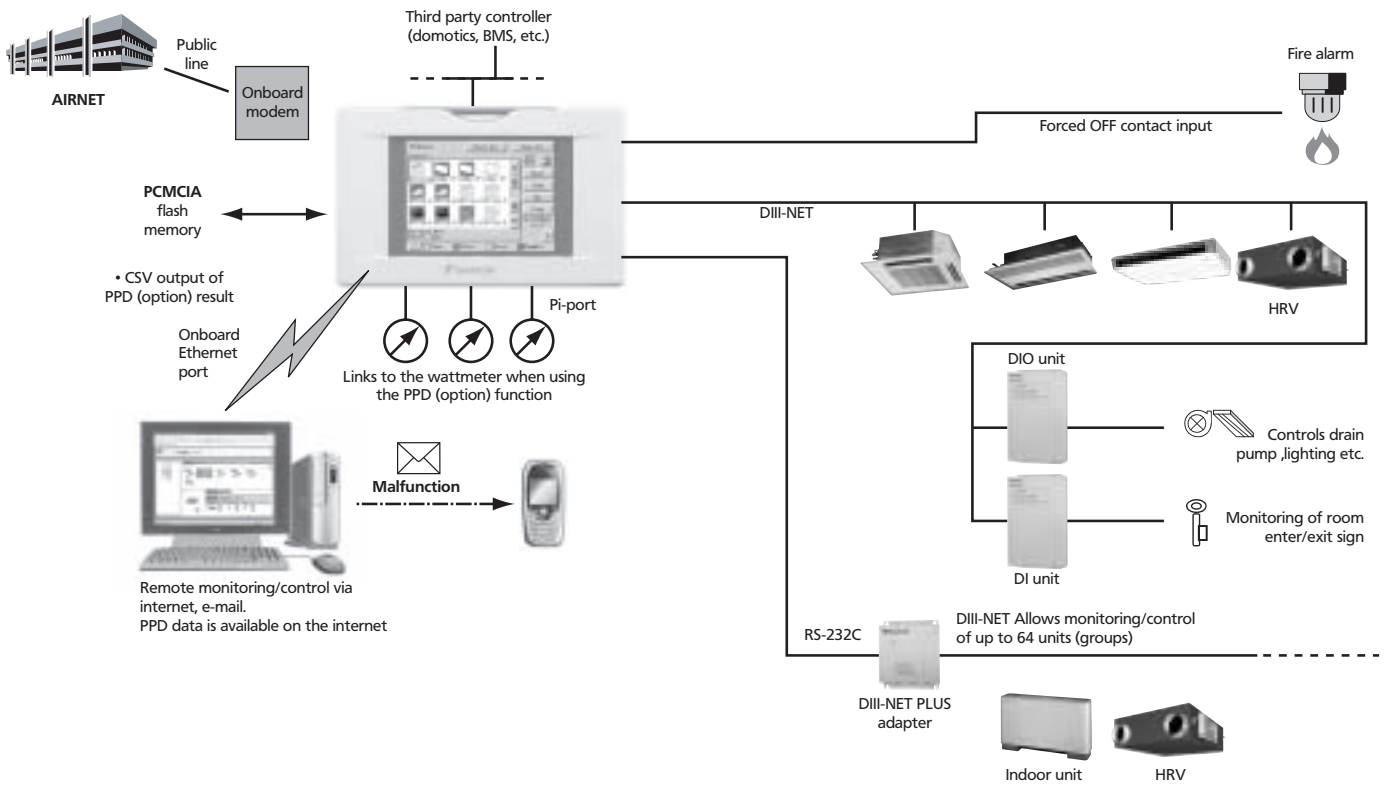 Third party controller
(domotics, BMS, etc.)
Public
line
AIRNET
Onboard
modem
Fire alarm
Forced OFF contact input
PCMCIA
flash
memory
DIII-NET
• CSV output of
PPD (option) result
Pi-port
HRV
Onboard
Ethernet
port
Links to the wattmeter when using
the PPD (option) function
DIO unit
Controls drain
pump ,lighting etc.
Malfunction
Monitoring of room
enter/exit sign
DI unit
Remote monitoring/control via
internet, e-mail.
PPD data is available on the internet
RS-232C
DIII-NET Allows monitoring/control
of up to 64 units (groups)
DIII-NET PLUS
adapter
Indoor unit
HRV